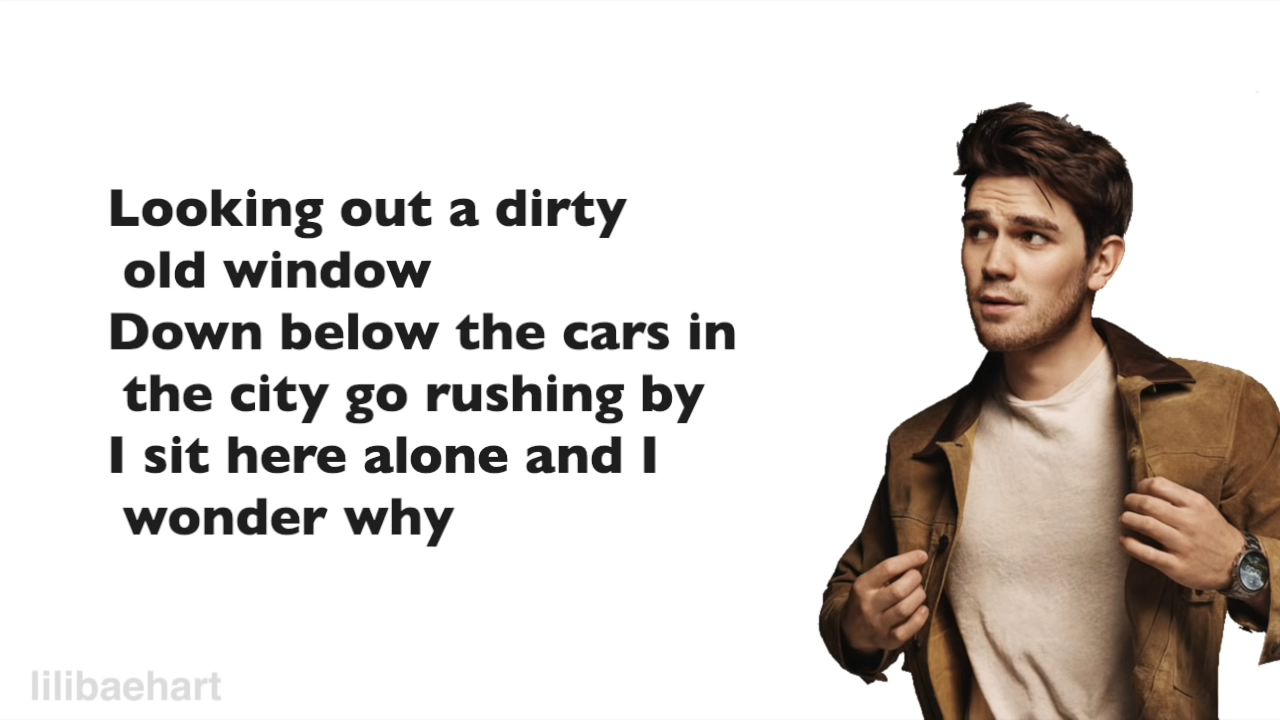 Looking out a dirty
old window
Down below the cars in
the city go rushing by
I sit here alone and I
wonder why
lilibaehart